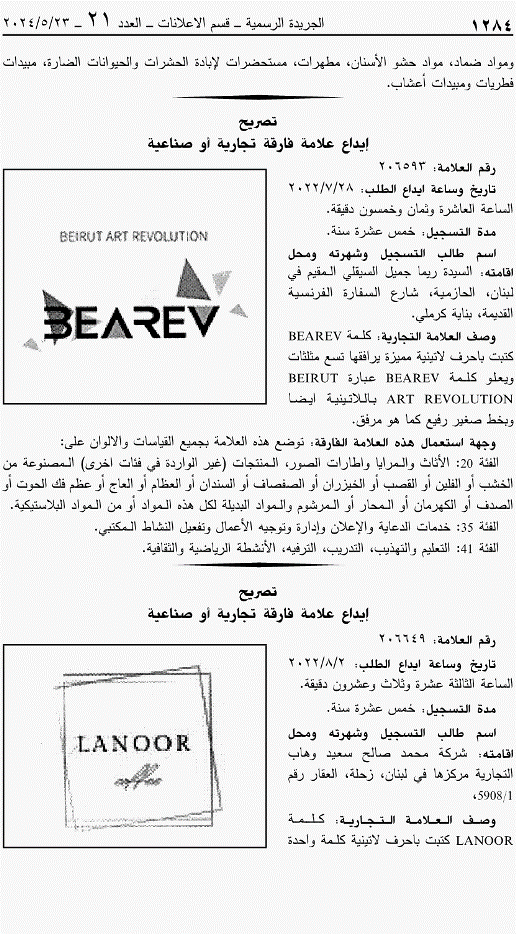 ١٢٨٤ الجريدة الرسمية ــ قسم الاعلانات ــ العدد ٢١ ــ ٢٠٢٤/٥/٢٣
ومواد ضماد، مواد حشو الأسنان، مطهرات، مستحضرات لإبادة الحشرات والحيوانات الضارة، مبيدات
فطريات ومبيدات أعشاب.
تصريح
إيداع علامة فارقة تجارية أو صناعية
رقم العلامة: ٢٠٦٥٩٣
تاريخ وساعة ايداع الطلب: ٢٠٢٢/٧/٢٨
الساعة العاشرة وثمان وخمسون دقيقة.
مدة التسجيل: خمس عشرة سنة.
اسم طالب التسجيل وشهرته ومحل
اقامته: السيدة ريما جميل السيقلي المقيم في
لبنان، الحازمية، شارع السفارة الفرنسية
القديمة، بناية كرملي.
وصف العلامة التجارية: كلمة BEAREV
كتبت باحرف لاتينية مميزة يرافقها تسع مثلثات
ويعلو كلمة BEAREV عبارة BEIRUT
ART REVOLUTION باللاتينية ايضا
وبخط صغير رفيع كما هو مرفق.
BEIRUT ART REVOLUTION
BEAREV
وجهة استعمال هذه العلامة الفارقة: توضع هذه العلامة بجميع القياسات والالوان على:
الفئة 20: الأثاث والمرايا واطارات الصور، المنتجات (غير الواردة في فئات اخرى) المصنوعة من
الخشب أو الفلين أو القصب أو الخيزران أو الصفصاف أو السندان أو العظام أو العاج أو عظم فك الحوت أو
الصدف أو الكهرمان أو المحار أو المرشوم والمواد البديلة لكل هذه المواد أو من المواد البلاستيكية.
الفئة 35: خدمات الدعاية والإعلان وإدارة وتوجيه الأعمال وتفعيل النشاط المكتبي.
الفئة 41: التعليم والتهذيب، التدريب، الترفيه، الأنشطة الرياضية والثقافية.
تصريح
إيداع علامة فارقة تجارية أو صناعية
رقم العلامة: ٢٠٦٦٤٩
تاريخ وساعة ايداع الطلب: ٢٠٢٢/٨/٢
الساعة الثالثة عشرة وثلاث وعشرون دقيقة.
مدة التسجيل: خمس عشرة سنة.
اسم طالب التسجيل وشهرته ومحل
اقامته: شركة محمد صالح سعيد وهاب
التجارية مركزها في لبنان، زحلة، العقار رقم
5908/1،
وصف العلامة التجارية: كلمة
LANOOR كتبت باحرف لاتينية كلمة واحدة
LANOOR
coffee